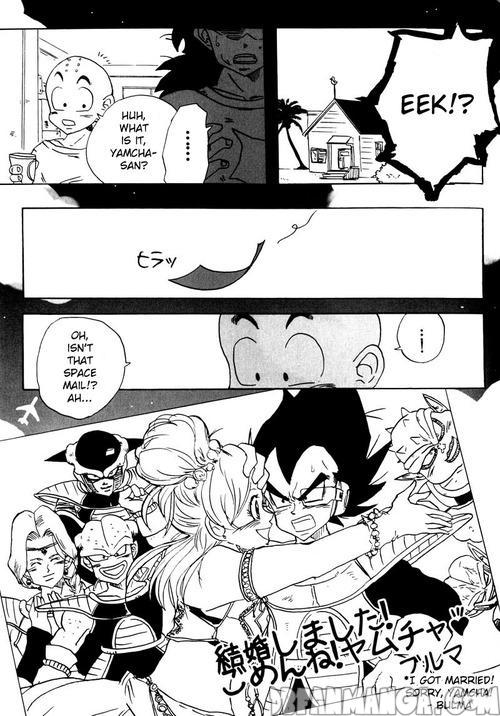 EEK!?
......
HUH,
WHAT
IS IT,
YAMCHA-
SAN?
ヒラッ
...!
OH,
ISN'T
THAT
SPACE
MAIL!?
AH...
結婚しました!
ごめんね!ヤムチャ♥
ブルマ
*I GOT MARRIED!
SORRY, YAMCHA
BULMA